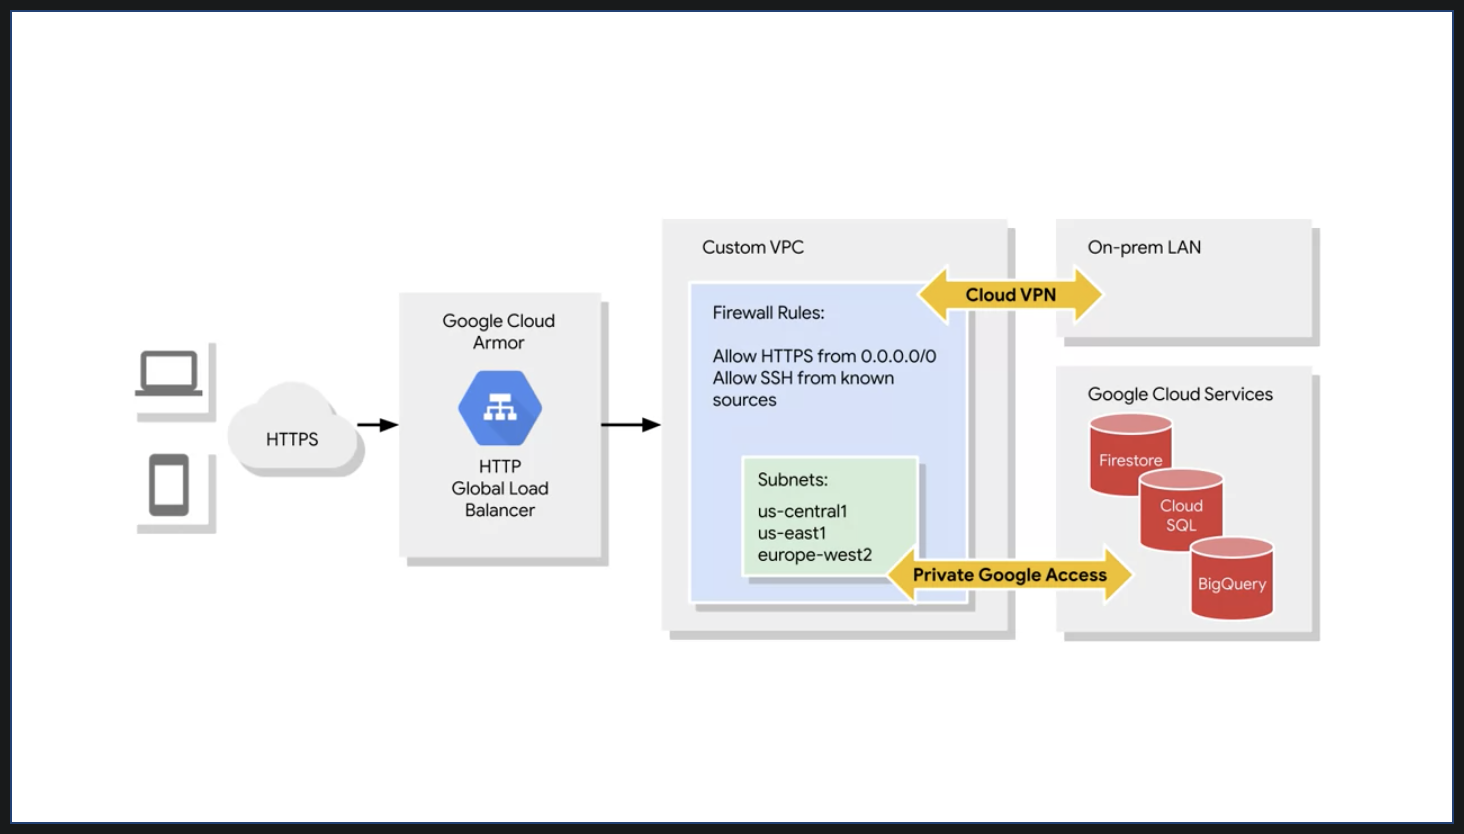 HTTPS
Google Cloud
Armor
HTTP
Global Load
Balancer
Custom VPC
Firewall Rules:
Allow HTTPS from 0.0.0.0/0
Allow SSH from known
sources
Subnets:
us-central1
us-east1
europe-west2
Cloud VPN
On-prem LAN
Private Google Access
Google Cloud Services
Firestore
Cloud
SQL
BigQuery